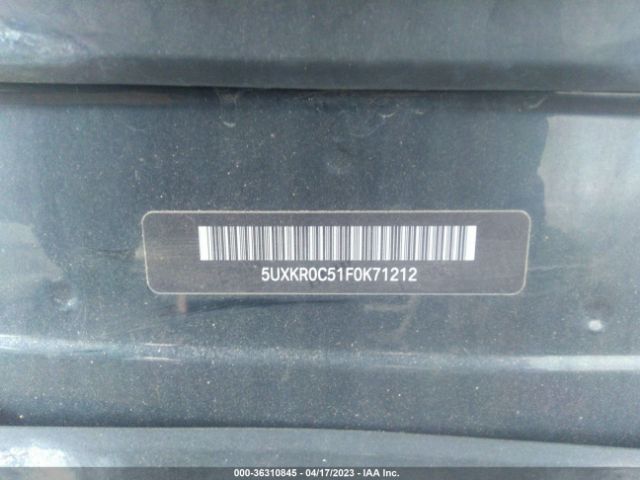 5UXKR0C51F0K71212
000-36310845 - 04/17/2023 - IAA Inc.